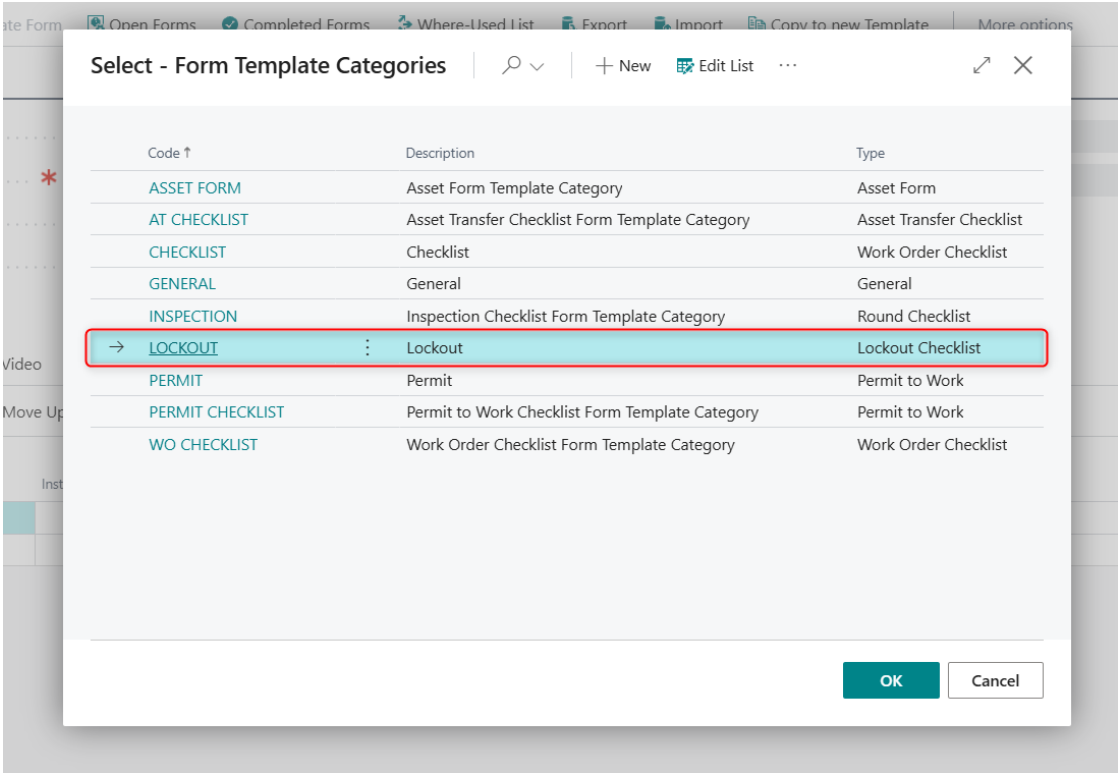 ate Form Open Forms Completed Forms Where-Used List Export Import Copy to new Template More options
Select - Form Template Categories New Edit List ...
Code ↑ Description Type
ASSET FORM Asset Form Template Category Asset Form
AT CHECKLIST Asset Transfer Checklist Form Template Category Asset Transfer Checklist
CHECKLIST Checklist Work Order Checklist
GENERAL General General
INSPECTION Inspection Checklist Form Template Category Round Checklist
→ LOCKOUT Lockout Lockout Checklist
Video
PERMIT Permit Permit to Work
Move Up PERMIT CHECKLIST Permit to Work Checklist Form Template Category Permit to Work
WO CHECKLIST Work Order Checklist Form Template Category Work Order Checklist
Inst
OK Cancel